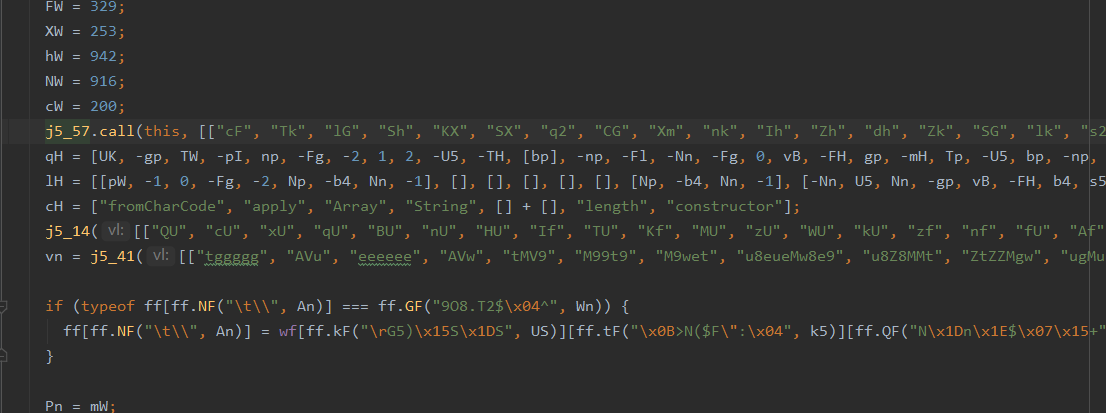 FW = 329;
XW = 253;
hW = 942;
NW = 916;
cW = 200;
j5_57.call(this, [["cF", "Tk", "lG", "Sh", "KX", "SX", "q2", "CG", "Xm", "nk", "Ih", "Zh", "dh", "Zk", "SG", "lk", "s2
qH = [UK, -gp, TW, -pI, np, -Fg, -2, 1, 2, -U5, -TH, [bp], -np, -Fl, -Nn, -Fg, 0, vB, -FH, gp, -mH, Tp, -U5, bp, -np,
lH = [[pW, -1, 0, -Fg, -2, Np, -b4, Nn, -1], [], [], [], [], [], [Np, -b4, Nn, -1], [-Nn, U5, Nn, -gp, vB, -FH, b4, s5
cH = ["fromCharCode", "apply", "Array", "String", [] + [], "length", "constructor"];
j5_14( vl: [["QU", "cU", "xU", "qU", "BU", "nU", "HU", "If", "TU", "Kf", "MU", "zU", "WU", "kU", "zf", "nf", "fU", "Af"
vn = j5_41( vl: [["tggggg", "AVu", "eeeeee", "AVw", "tMV9", "M99t9", "M9wet", "u8eueMw8e9", "u8Z8MMt", "ZtZZMgw", "ugMu
if (typeof ff[ff.NF("\t\\", An)] === ff.GF("9O8.T2$\x04^", Wn)) {
ff[ff.NF("\t\\", An)] = wf[ff.kF("\rG5)\x15S\x1DS", US)][ff.tF("\x0B>N($F\":\x04", k5)][ff.QF("N\x1Dn\x1E$\x07\x15+"
}
Pn = mW;